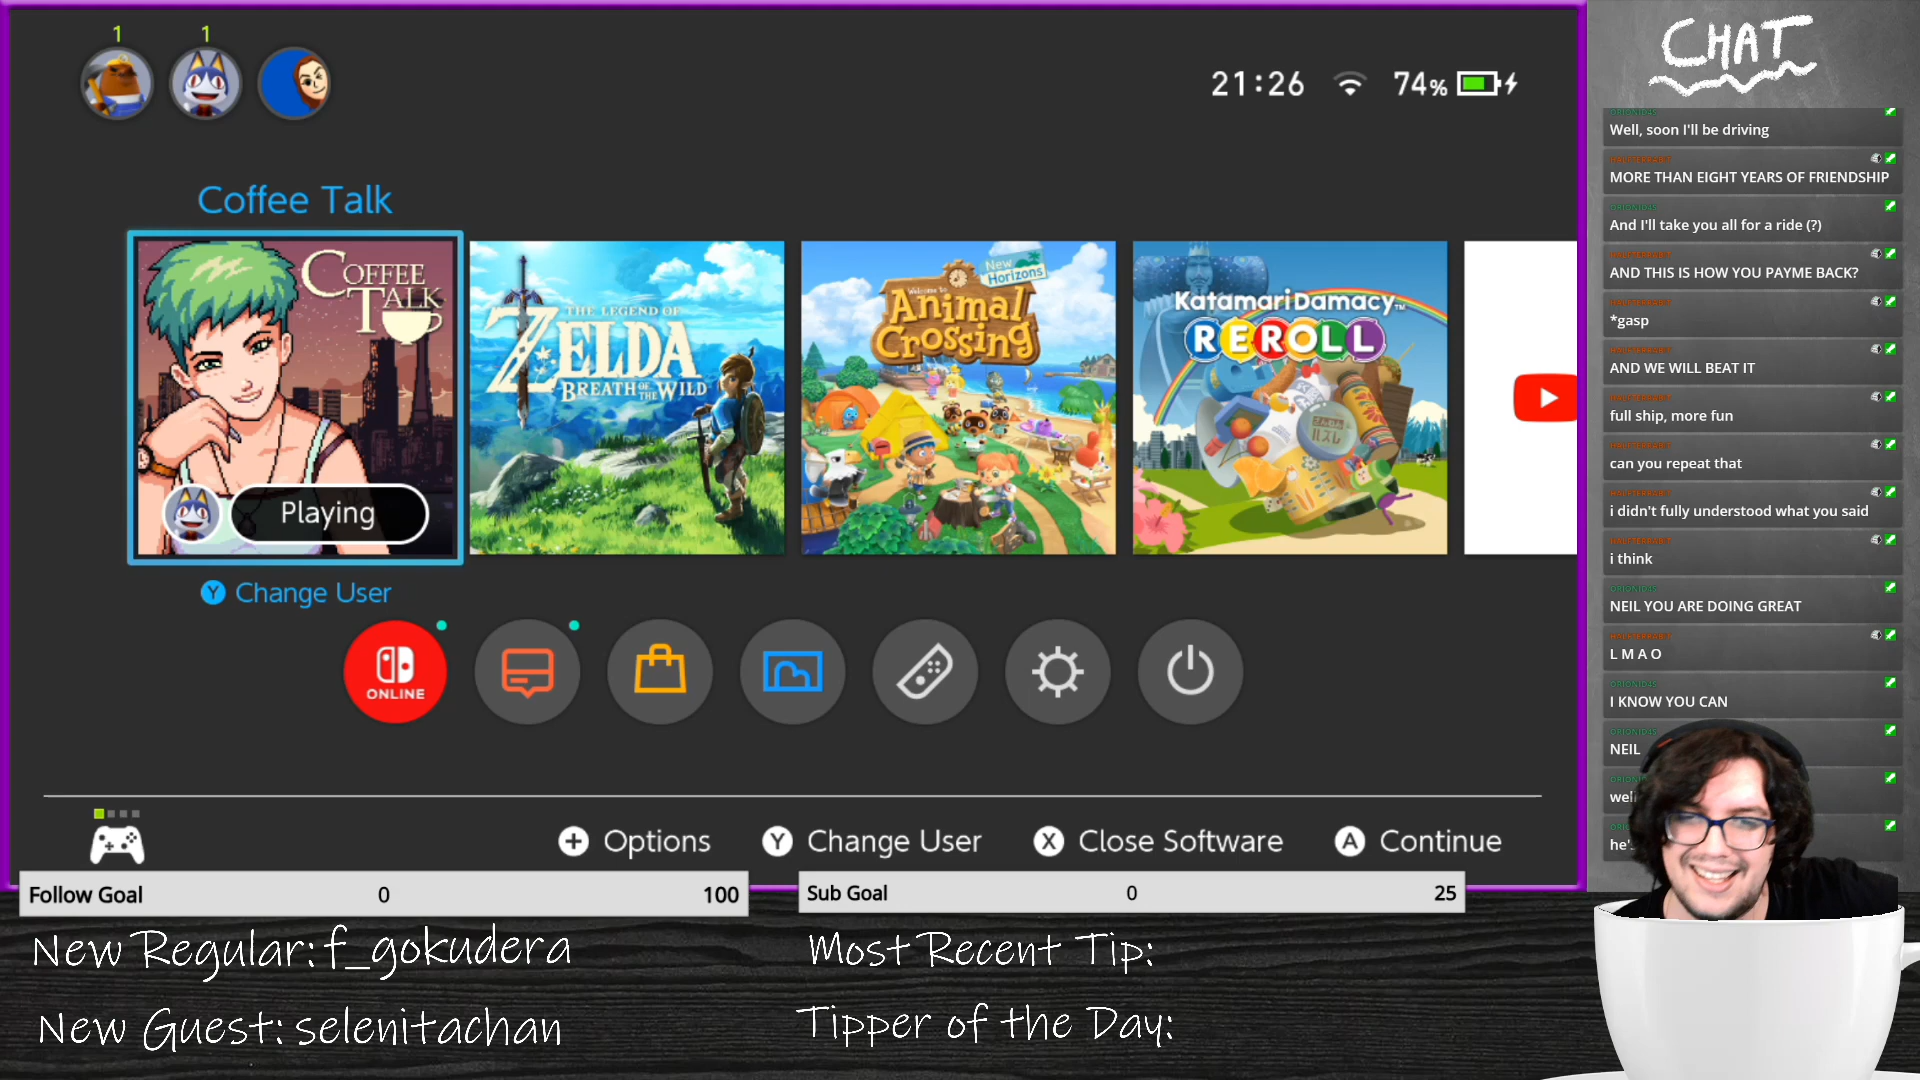 1
1
21:26
74%
Coffee Talk
COFFEE
TALK
Playing
THE LEGEND OF
ZELDA
BREATH OF THE WILD
Welcome to
Animal
Crossing
New
Horizons
Katamari Damacy
REROLL
Y Change User
ONLINE
+ Options
Y Change User
X Close Software
A Continue
Follow Goal 0 100
Sub Goal 0 25
New Regular: f_gokudera
New Guest: selenitachan
Most Recent Tip:
Tipper of the Day:
CHAT
Well, soon I'll be driving
MORE THAN EIGHT YEARS OF FRIENDSHIP
And I'll take you all for a ride (?)
AND THIS IS HOW YOU PAYME BACK?
*gasp
AND WE WILL BEAT IT
full ship, more fun
can you repeat that
i didn't fully understood what you said
i think
NEIL YOU ARE DOING GREAT
L M A O
I KNOW YOU CAN
NEIL